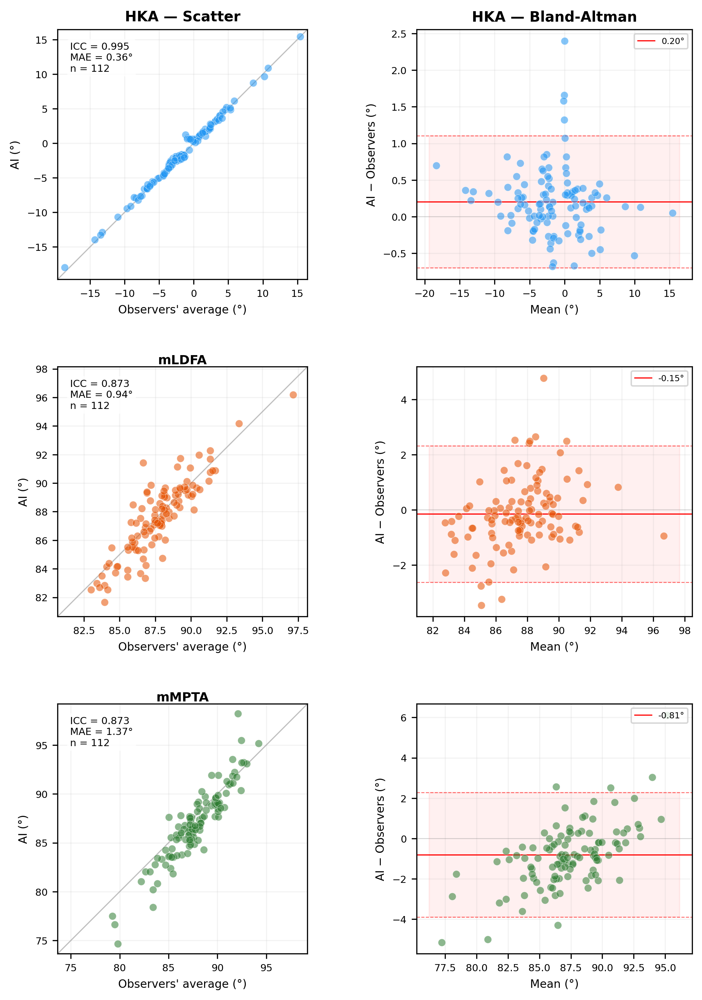 HKA — Scatter
ICC = 0.995
MAE = 0.36°
n = 112
15
10
5
0
−5
−10
−15
AI (°)
−15 −10 −5 0 5 10 15
Observers' average (°)
HKA — Bland-Altman
0.20°
2.5
2.0
1.5
1.0
0.5
0.0
−0.5
AI − Observers (°)
−20 −15 −10 −5 0 5 10 15
Mean (°)
mLDFA
ICC = 0.873
MAE = 0.94°
n = 112
98
96
94
92
90
88
86
84
82
AI (°)
82.5 85.0 87.5 90.0 92.5 95.0 97.5
Observers' average (°)
-0.15°
4
2
0
−2
AI − Observers (°)
82 84 86 88 90 92 94 96 98
Mean (°)
mMPTA
ICC = 0.873
MAE = 1.37°
n = 112
95
90
85
80
75
AI (°)
75 80 85 90 95
Observers' average (°)
-0.81°
6
4
2
0
−2
−4
AI − Observers (°)
77.5 80.0 82.5 85.0 87.5 90.0 92.5 95.0
Mean (°)